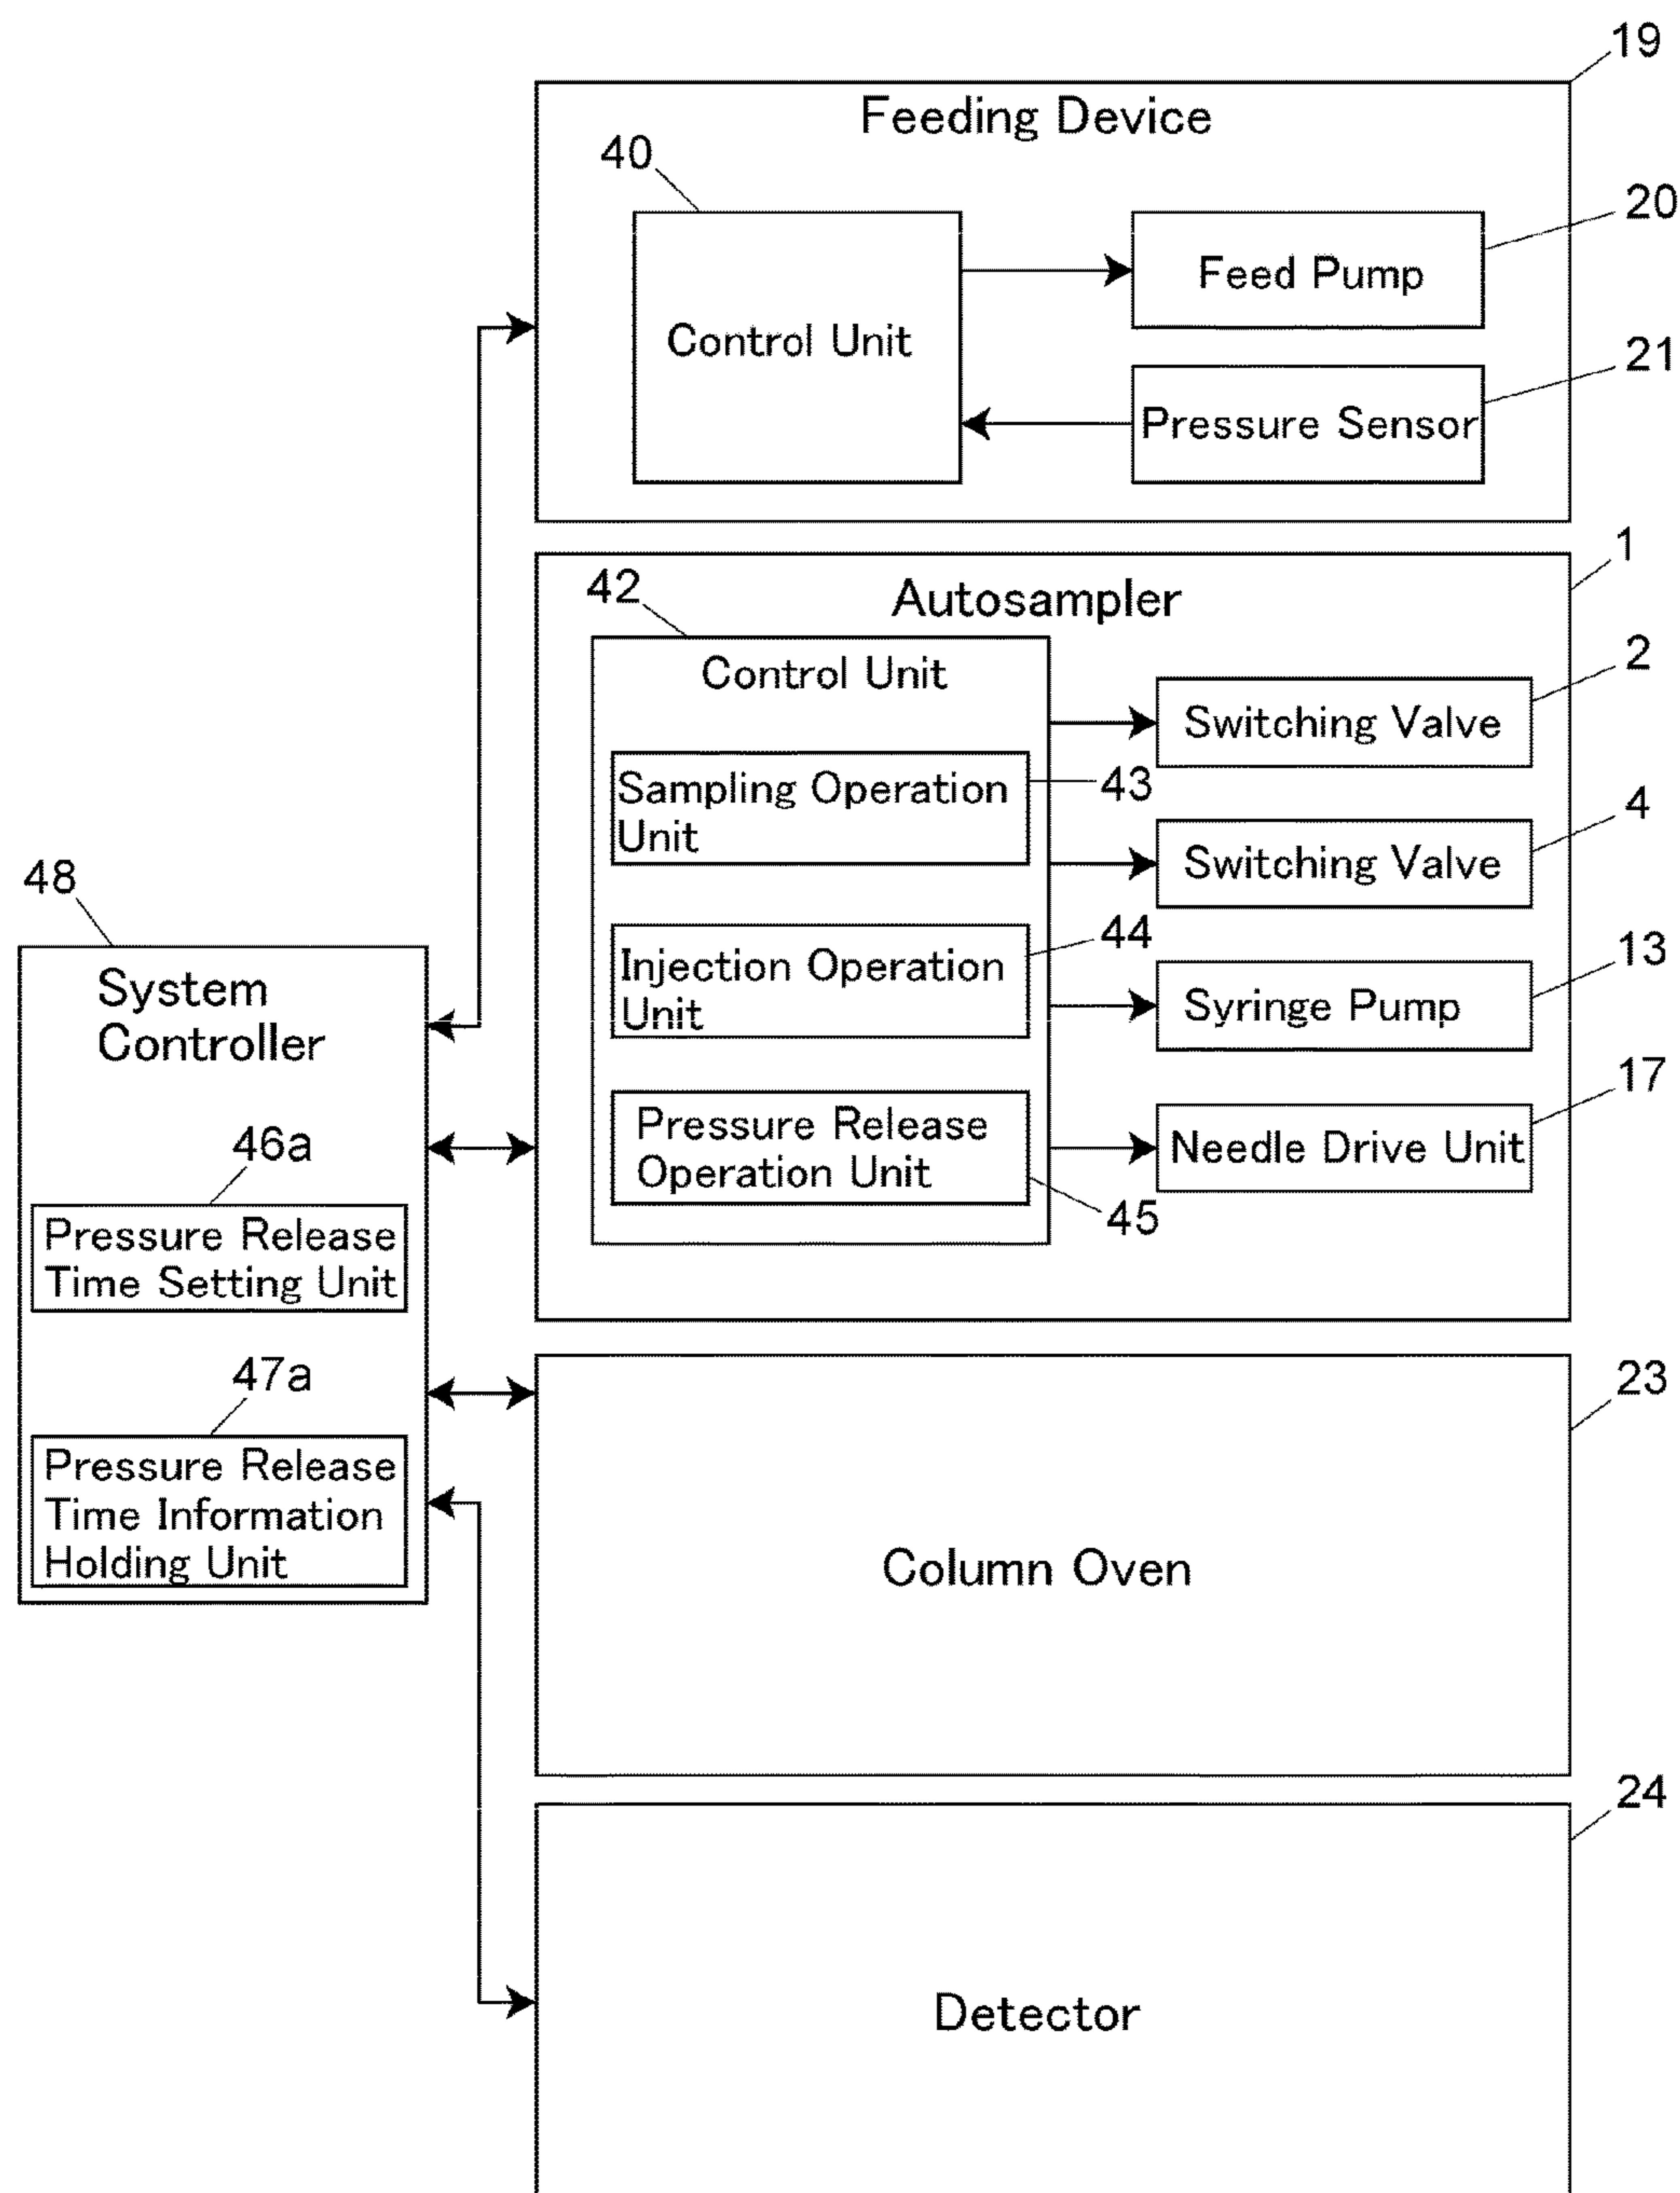 19
Feeding Device
40
20
Feed Pump
Control Unit
21
Pressure Sensor
1
42
Autosampler
2
Control Unit
Switching Valve
Sampling Operation
Unit
43
4
Switching Valve
48
44
13
Injection Operation
Unit
System
Controller
Syringe Pump
17
46a
Pressure Release
Operation Unit
Needle Drive Unit
45
Pressure Release
Time Setting Unit
47a
23
Pressure Release
Time Information
Holding Unit
Column Oven
24
Detector